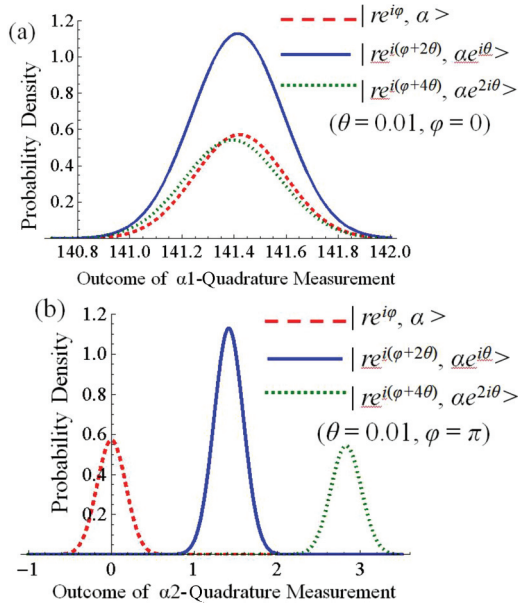 (a)
| re^{iφ}, α >
| re^{i(φ+2θ)}, αe^{iθ} >
| re^{i(φ+4θ)}, αe^{2iθ} >
(θ = 0.01, φ = 0)
Probability Density
1.2
1.0
0.8
0.6
0.4
0.2
140.8 141.0 141.2 141.4 141.6 141.8 142.0
Outcome of α1-Quadrature Measurement
(b)
| re^{iφ}, α >
| re^{i(φ+2θ)}, αe^{iθ} >
| re^{i(φ+4θ)}, αe^{2iθ} >
(θ = 0.01, φ = π)
Probability Density
1.2
1.0
0.8
0.6
0.4
0.2
-1 0 1 2 3
Outcome of α2-Quadrature Measurement